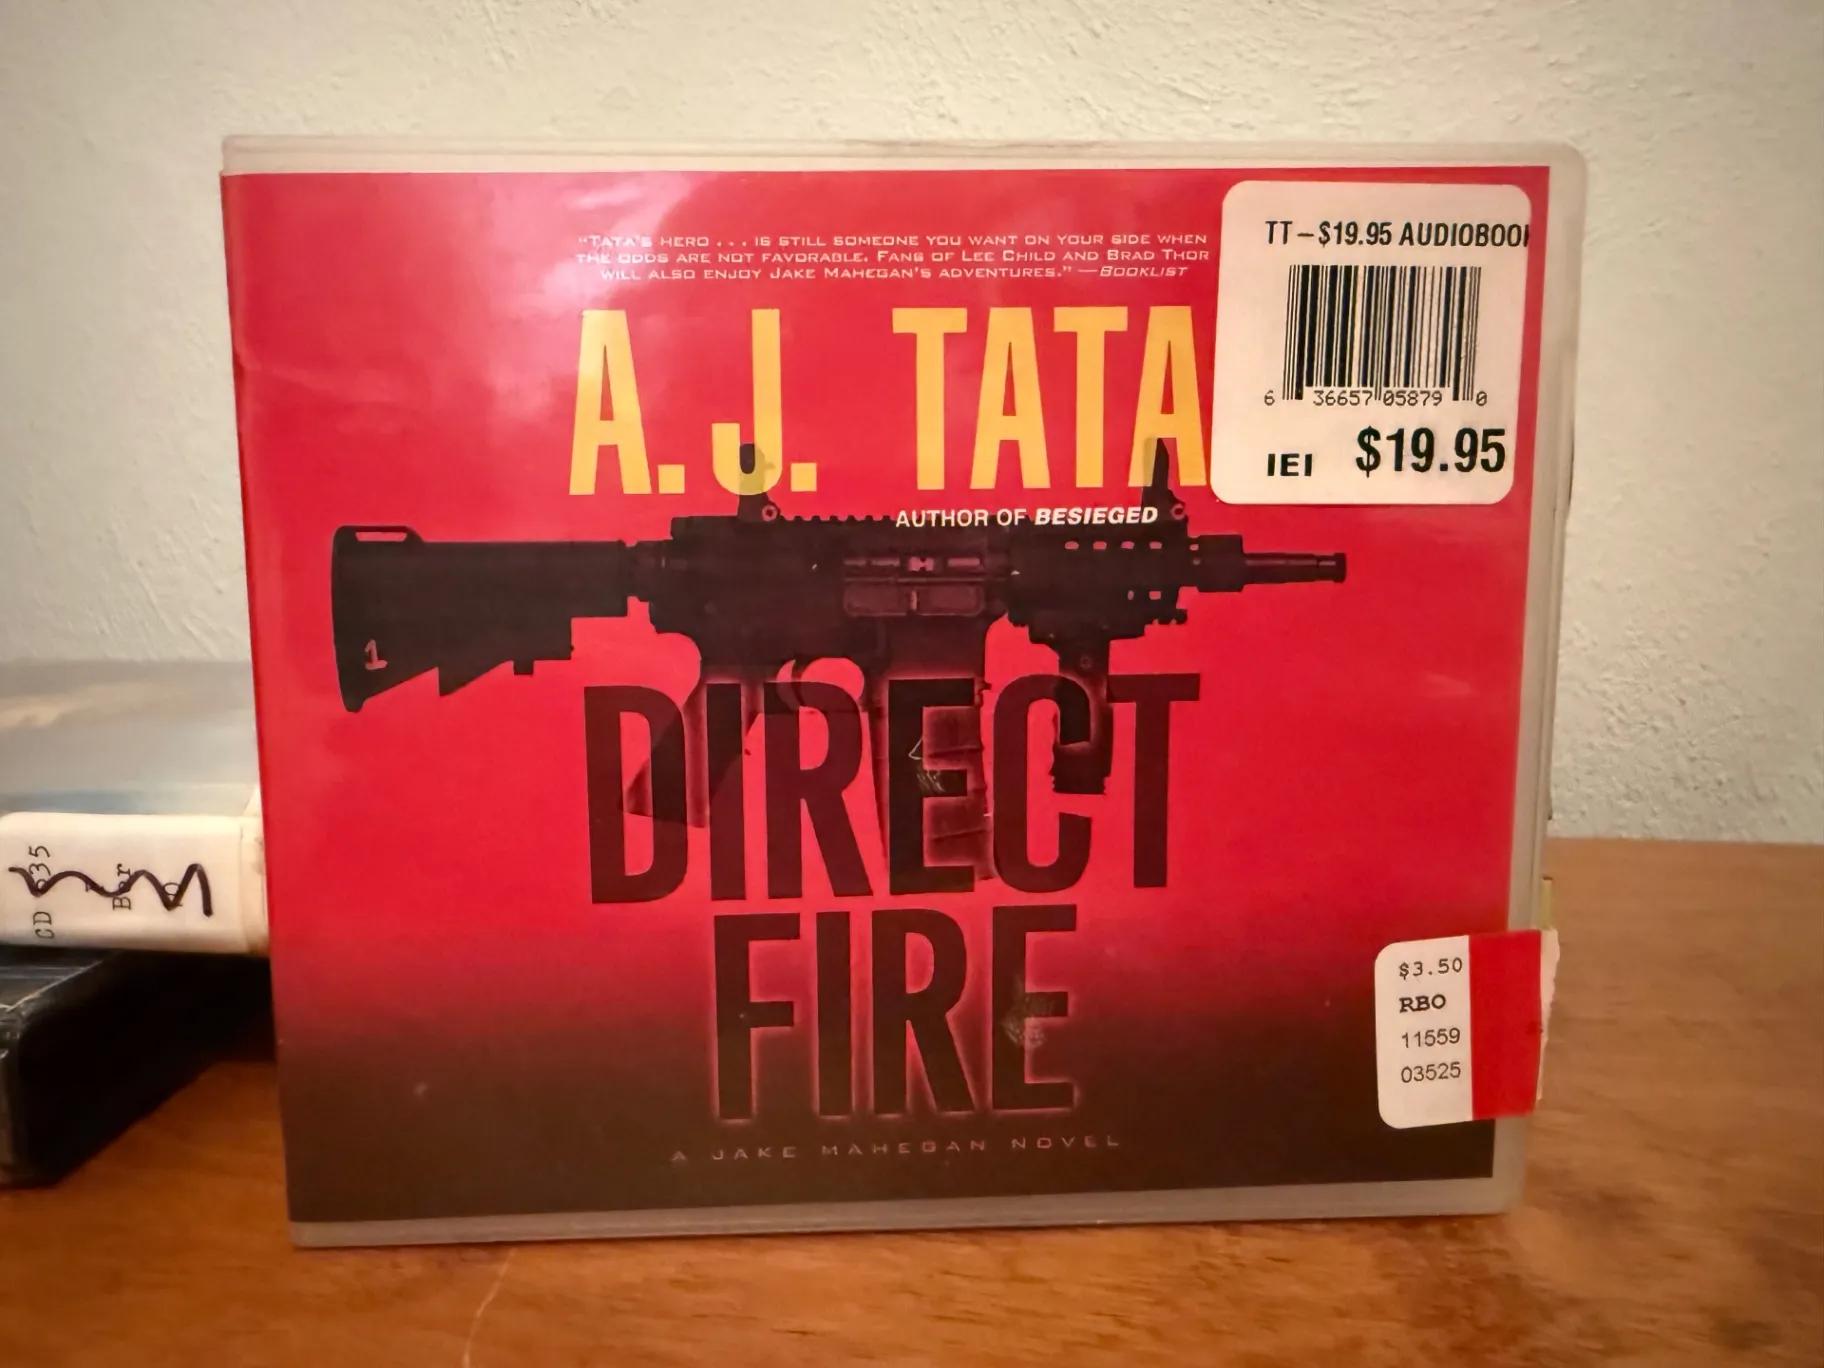 "TATA'S HERO . . . IS STILL SOMEONE YOU WANT ON YOUR SIDE WHEN
THE ODDS ARE NOT FAVORABLE. FANS OF LEE CHILD AND BRAD THOR
WILL ALSO ENJOY JAKE MAHEGAN'S ADVENTURES." —BOOKLIST
A.J. TATA
AUTHOR OF BESIEGED
1
DIRECT
FIRE
A JAKE MAHEGAN NOVEL
TT–$19.95 AUDIOBOOK
6 36657 05879 0
IEI $19.95
$3.50
RBO
11559
03525
CD 635